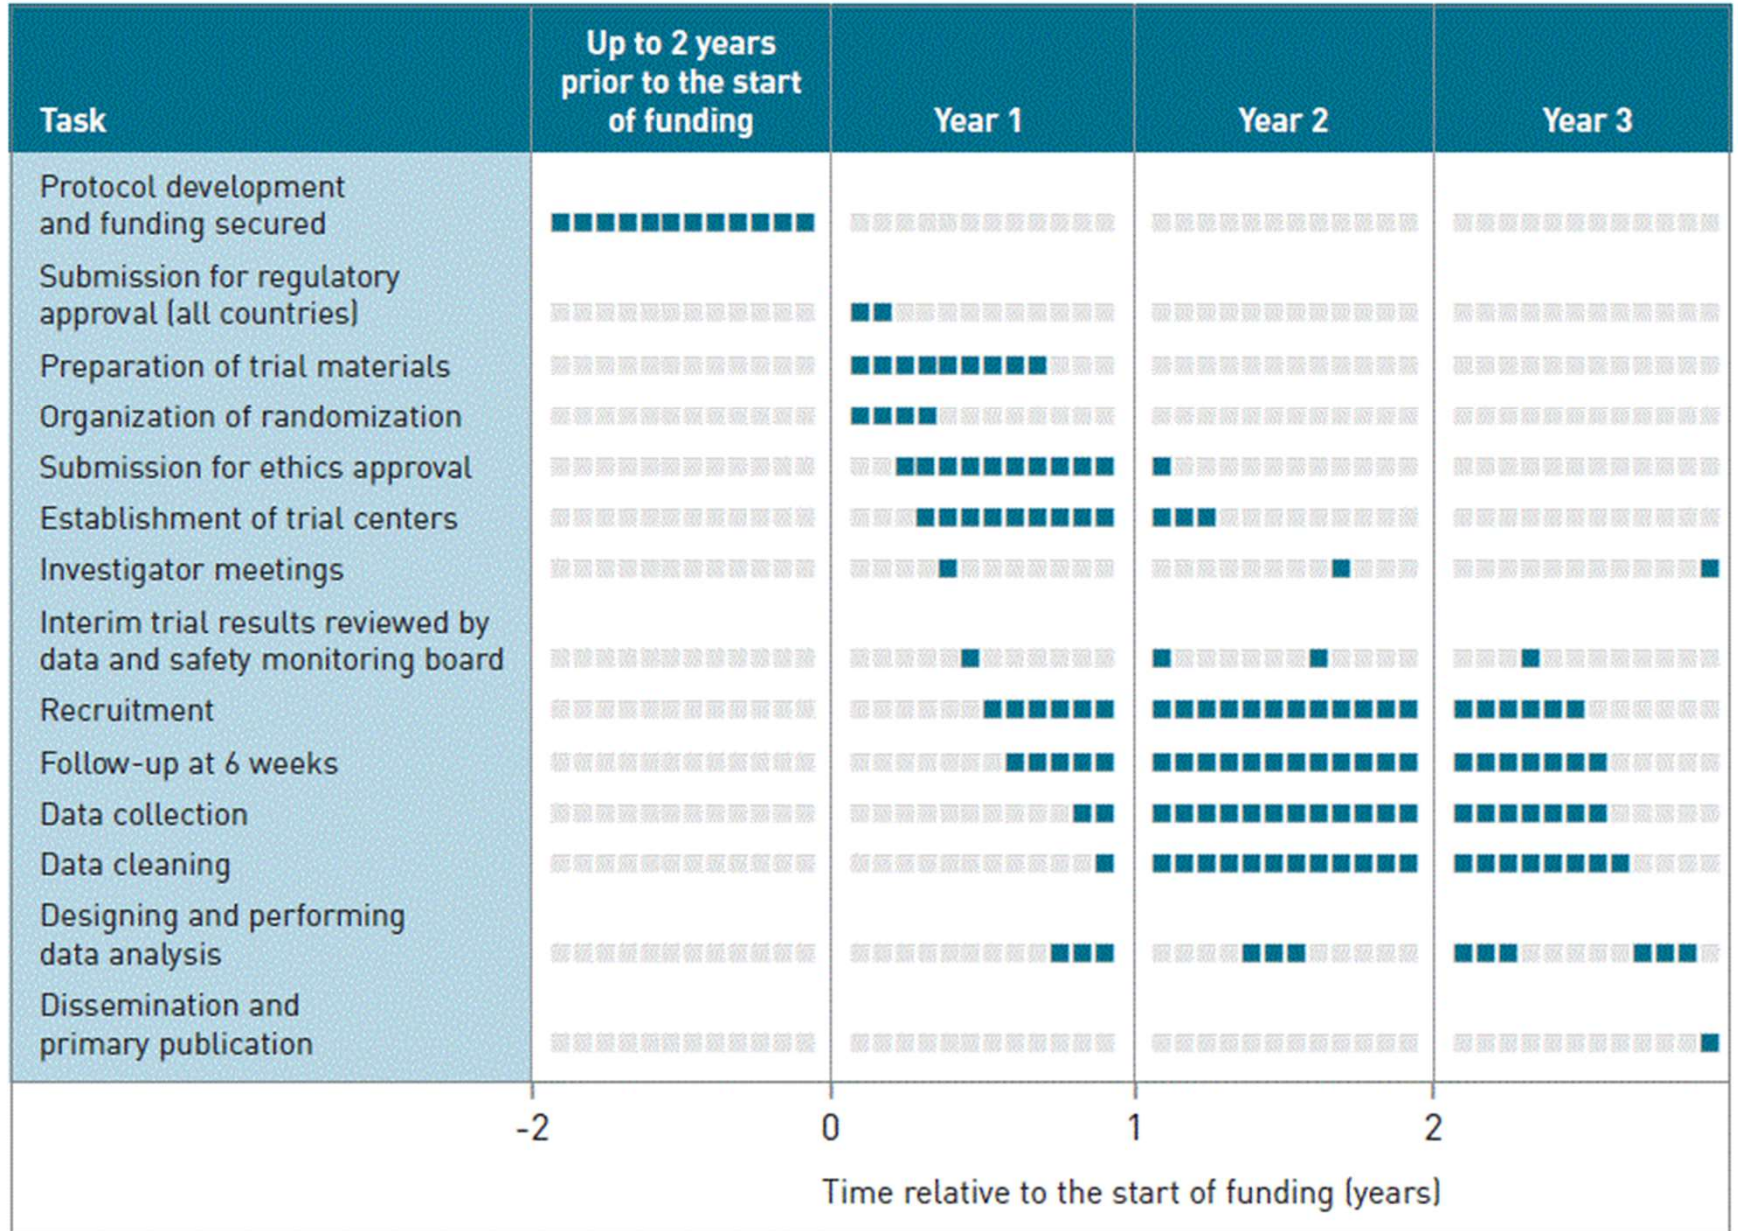 Task
Up to 2 years
prior to the start
of funding
Year 1
Year 2
Year 3
Protocol development
and funding secured
Submission for regulatory
approval (all countries)
Preparation of trial materials
Organization of randomization
Submission for ethics approval
Establishment of trial centers
Investigator meetings
Interim trial results reviewed by
data and safety monitoring board
Recruitment
Follow-up at 6 weeks
Data collection
Data cleaning
Designing and performing
data analysis
Dissemination and
primary publication
-2 0 1 2
Time relative to the start of funding (years)